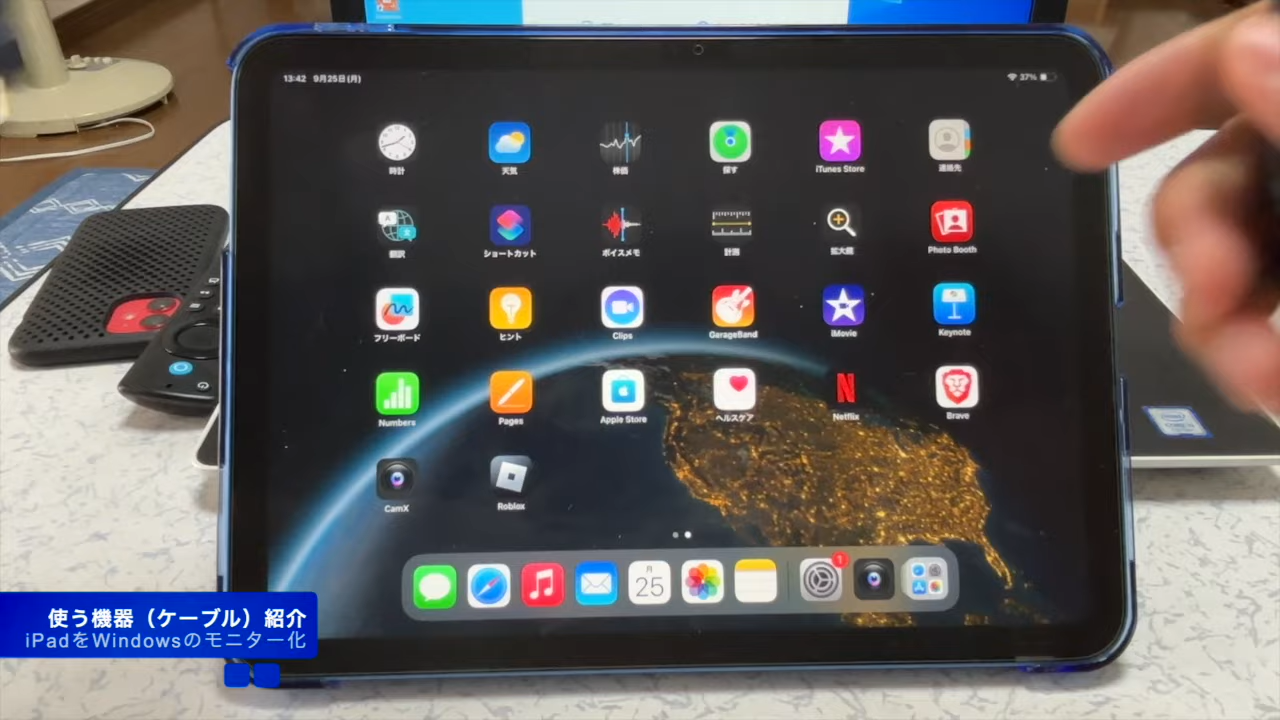 13:42 9月25日(月)
37%
時計
天気
株価
探す
iTunes Store
連絡先
翻訳
ショートカット
ボイスメモ
計測
拡大鏡
Photo Booth
フリーボード
ヒント
Clips
GarageBand
iMovie
Keynote
Numbers
Pages
Apple Store
ヘルスケア
Netflix
Brave
CamX
Roblox
月
25
1
使う機器（ケーブル）紹介
iPadをWindowsのモニター化